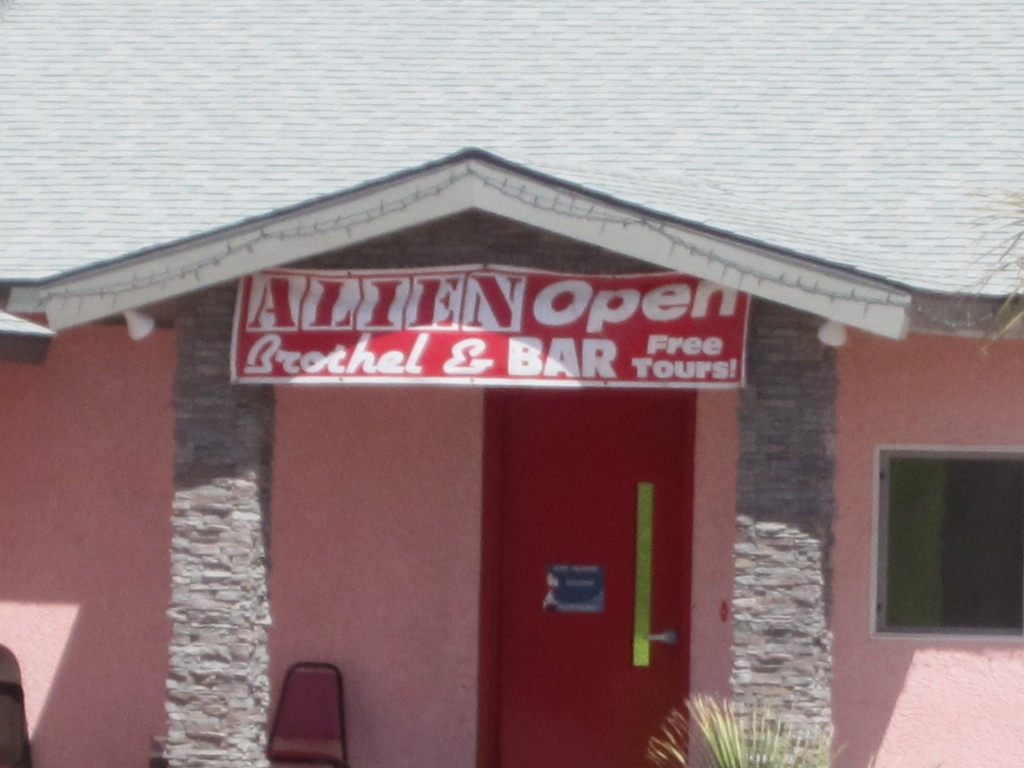 ALIEN Open
Brothel & BAR Free Tours!